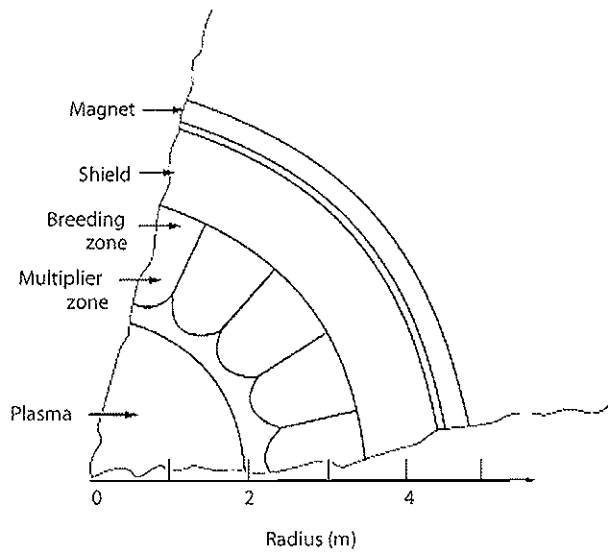 Magnet
Shield
Breeding
zone
Multiplier
zone
Plasma
0 2 4
Radius (m)